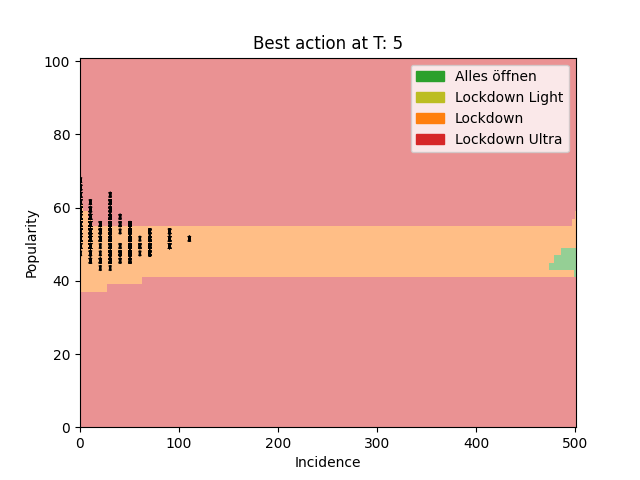 Best action at T: 5
Alles öffnen
Lockdown Light
Lockdown
Lockdown Ultra
100
80
60
40
20
0
Popularity
0 100 200 300 400 500
Incidence